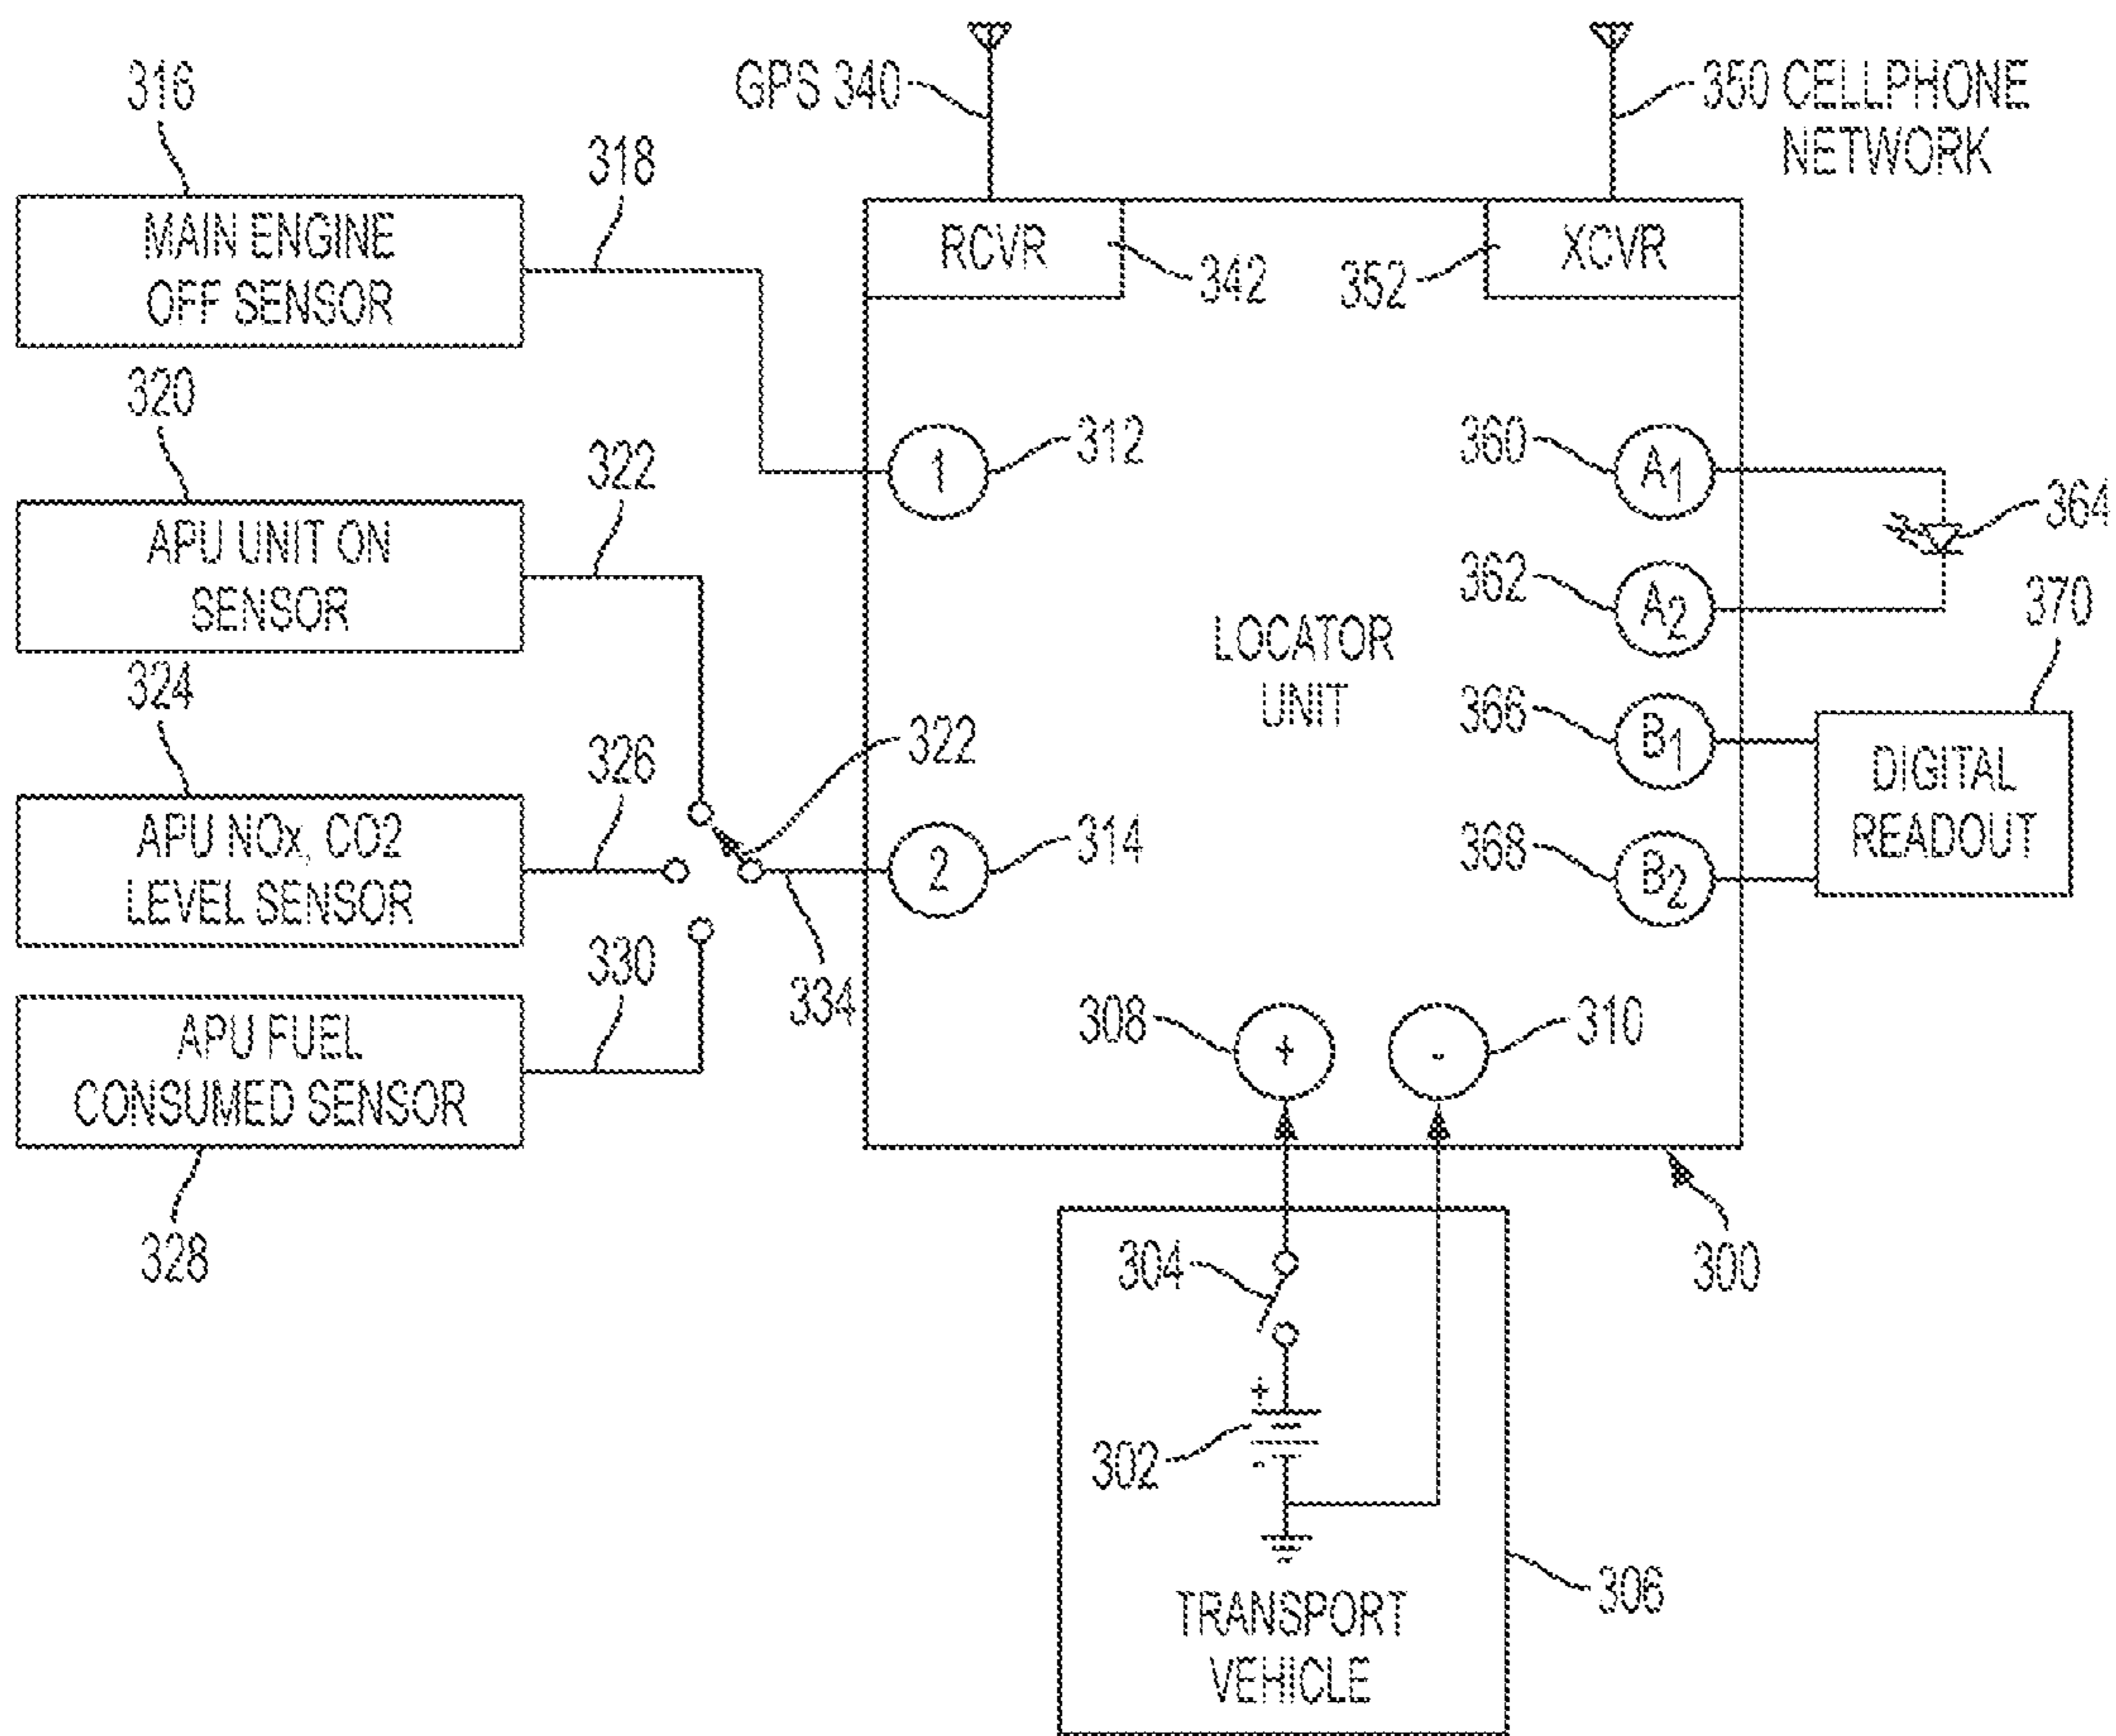 GPS 340
350 CELLPHONE
NETWORK
316
318
MAIN ENGINE
OFF SENSOR
RCVR
342
352
XCVR
320
322
APU UNIT ON
SENSOR
1
312
360
A1
364
362
A2
370
LOCATOR
UNIT
324
326
322
APU NOx, CO2
LEVEL SENSOR
2
314
366
B1
368
B2
DIGITAL
READOUT
330
334
APU FUEL
CONSUMED SENSOR
328
308
+
-
310
300
304
+
302
-
306
TRANSPORT
VEHICLE